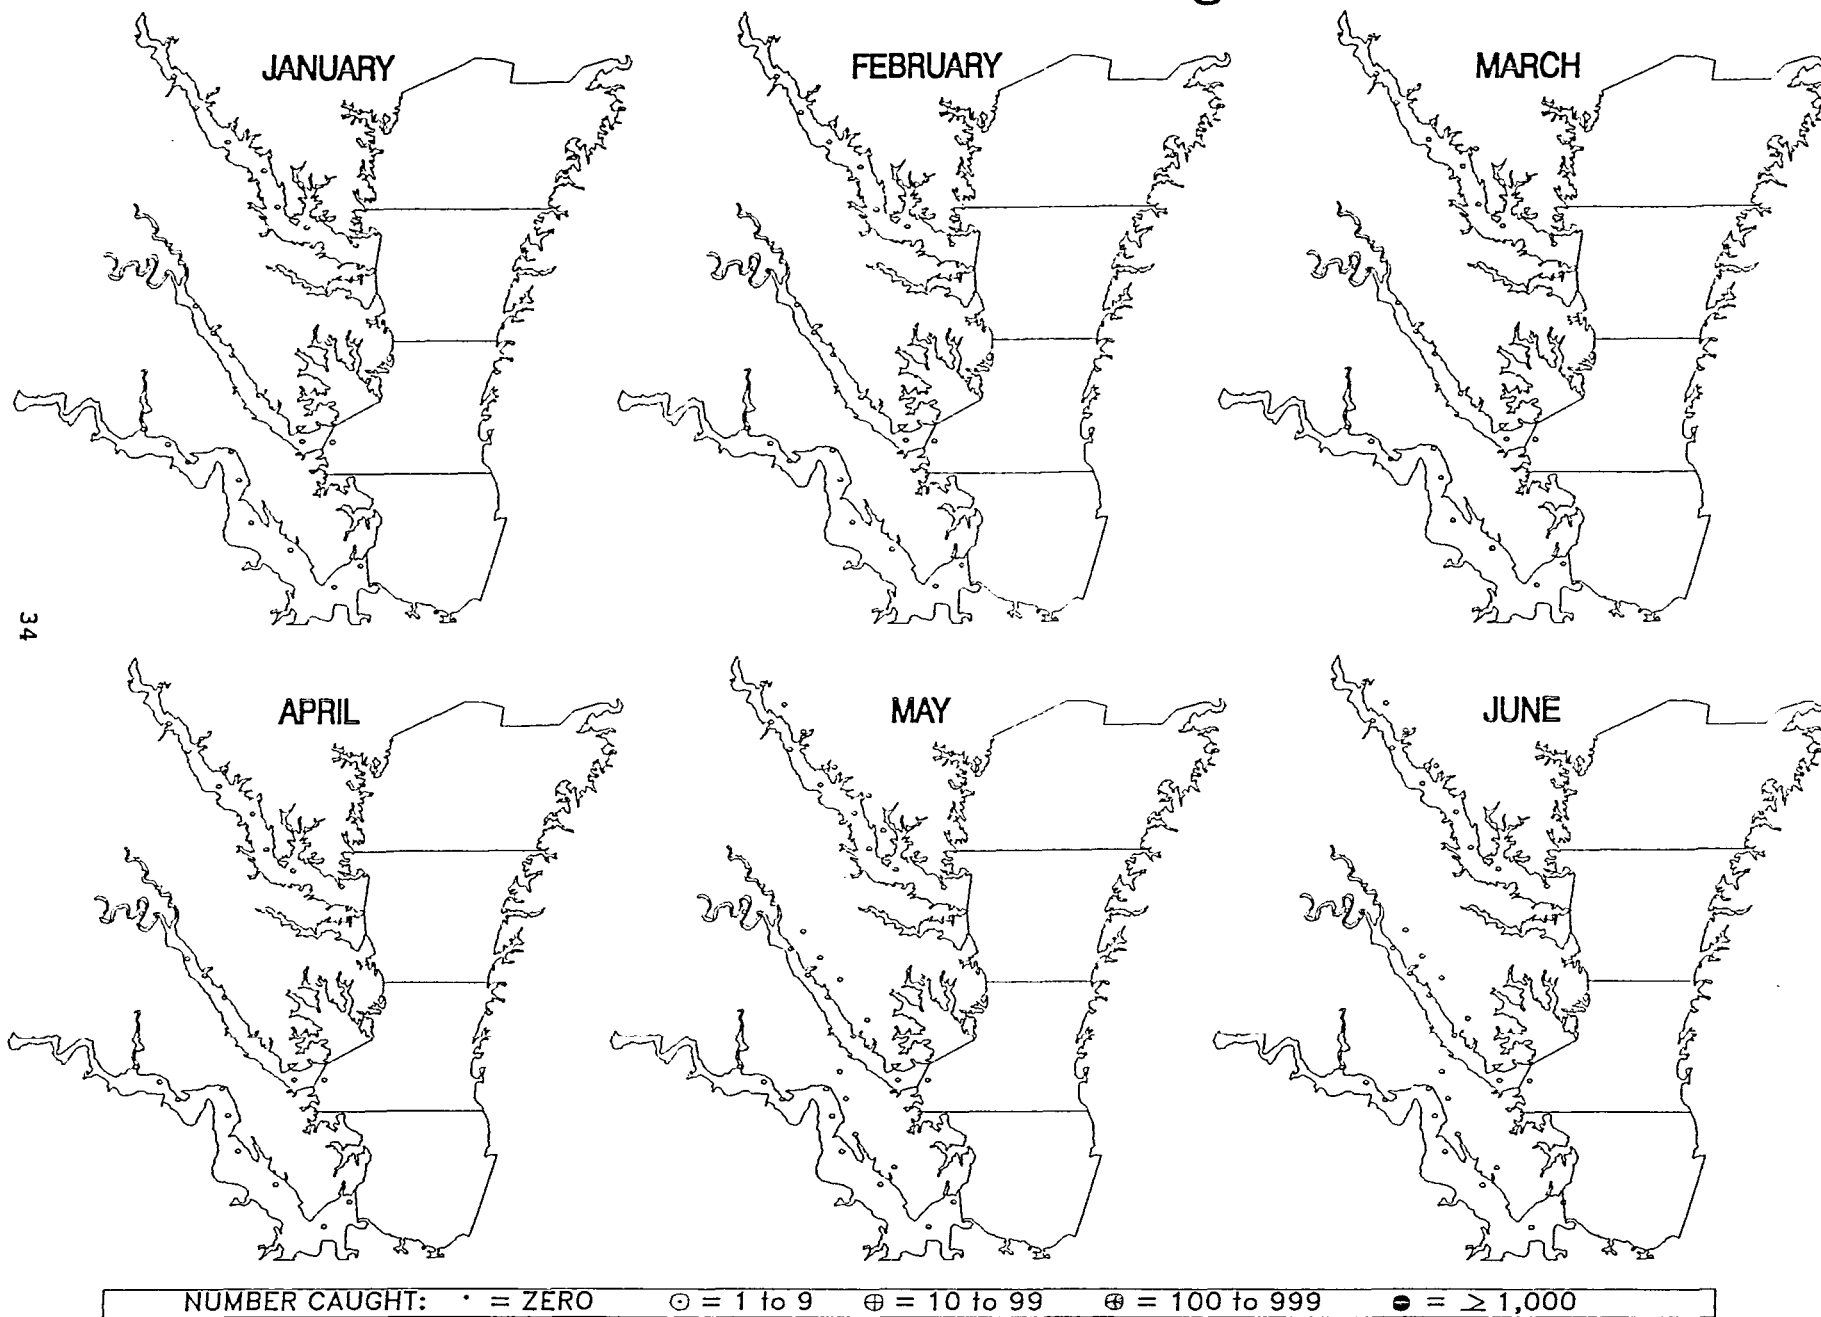 JANUARY
FEBRUARY
MARCH
34
APRIL
MAY
JUNE
NUMBER CAUGHT: · = ZERO ⊙ = 1 to 9 ⊕ = 10 to 99 ⊕ = 100 to 999 ⊖ = ≥ 1,000